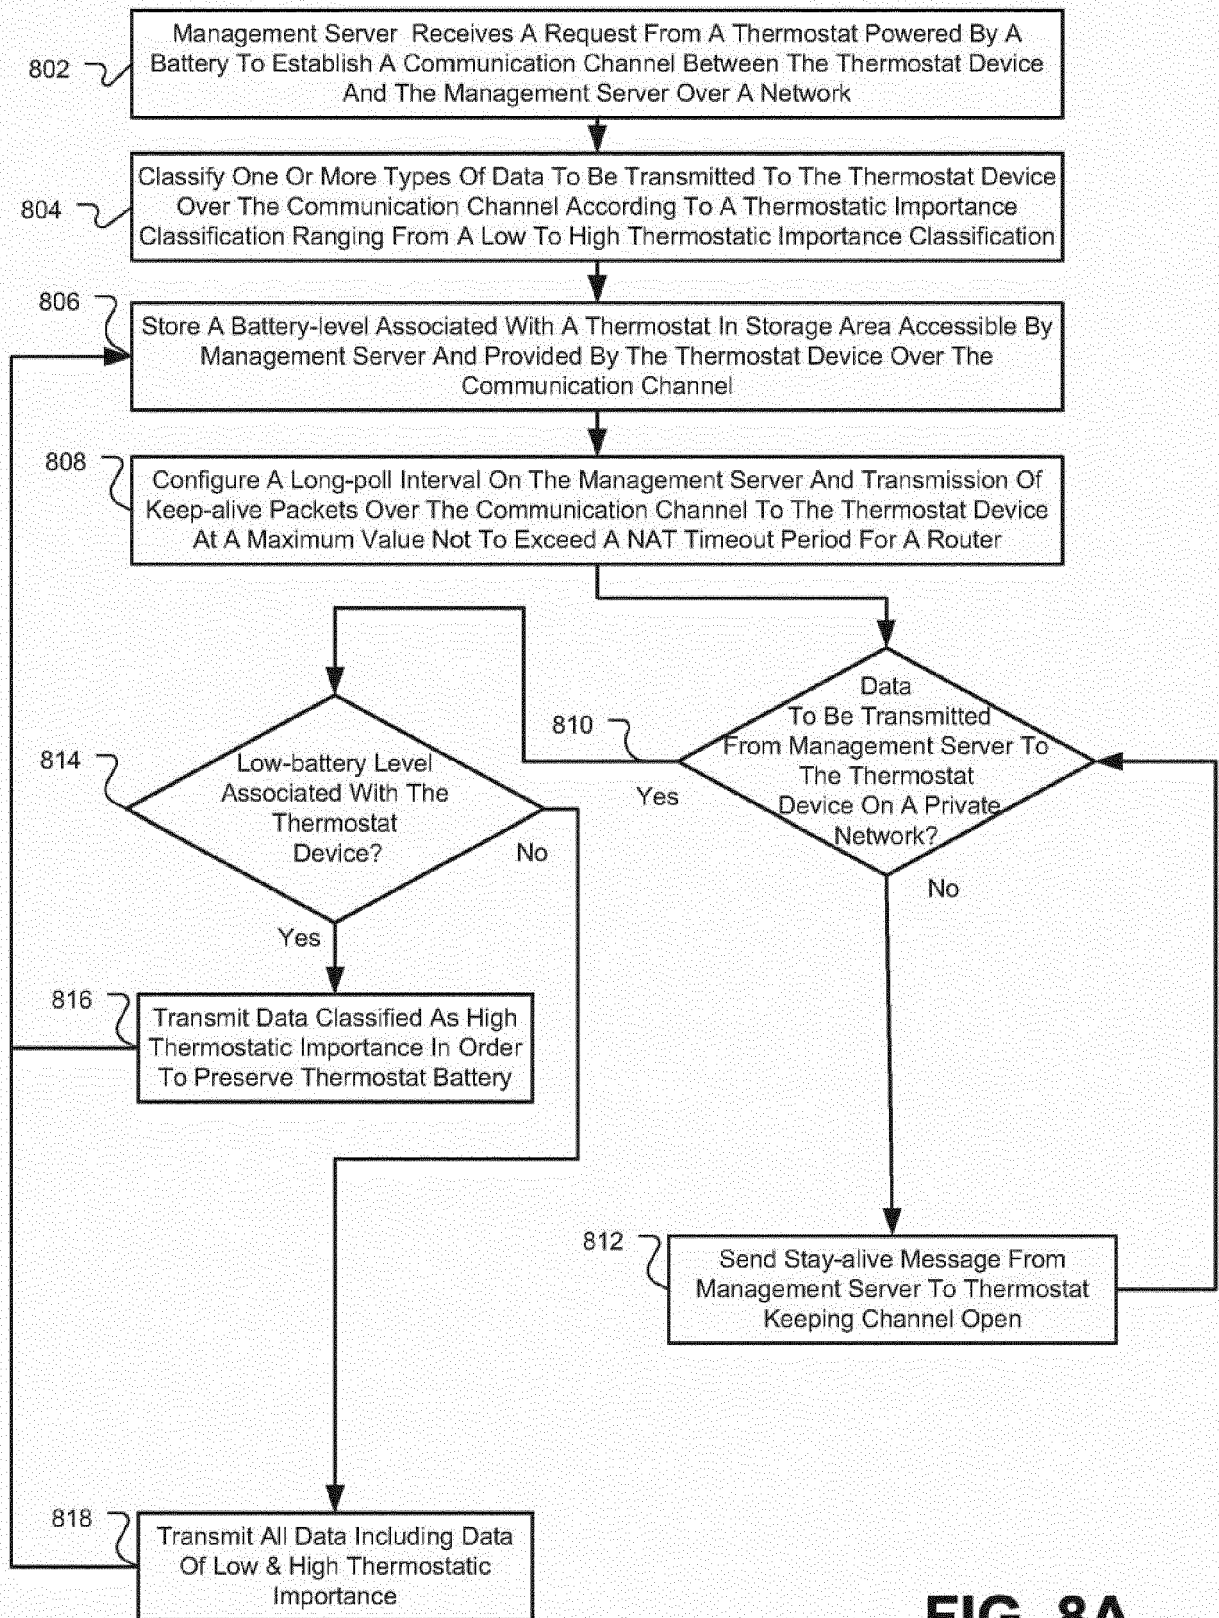 802
Management Server Receives A Request From A Thermostat Powered By A
Battery To Establish A Communication Channel Between The Thermostat Device
And The Management Server Over A Network
804
Classify One Or More Types Of Data To Be Transmitted To The Thermostat Device
Over The Communication Channel According To A Thermostatic Importance
Classification Ranging From A Low To High Thermostatic Importance Classification
806
Store A Battery-level Associated With A Thermostat In Storage Area Accessible By
Management Server And Provided By The Thermostat Device Over The
Communication Channel
808
Configure A Long-poll Interval On The Management Server And Transmission Of
Keep-alive Packets Over The Communication Channel To The Thermostat Device
At A Maximum Value Not To Exceed A NAT Timeout Period For A Router
810
Data
To Be Transmitted
From Management Server To
The Thermostat
Device On A Private
Network?
Yes
No
814
Low-battery Level
Associated With The
Thermostat
Device?
No
Yes
816
Transmit Data Classified As High
Thermostatic Importance In Order
To Preserve Thermostat Battery
812
Send Stay-alive Message From
Management Server To Thermostat
Keeping Channel Open
818
Transmit All Data Including Data
Of Low & High Thermostatic
Importance
FIG. 8A